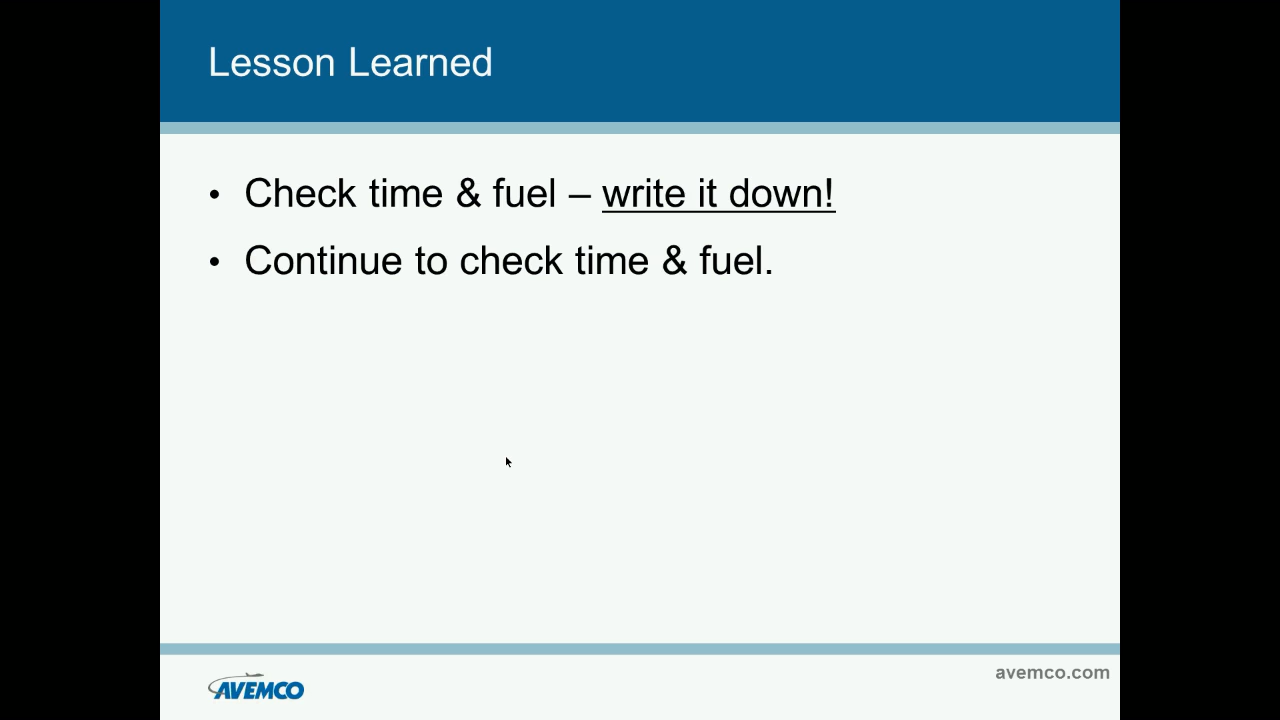 Lesson Learned
• Check time & fuel – write it down!
• Continue to check time & fuel.
AVEMCO
avemco.com